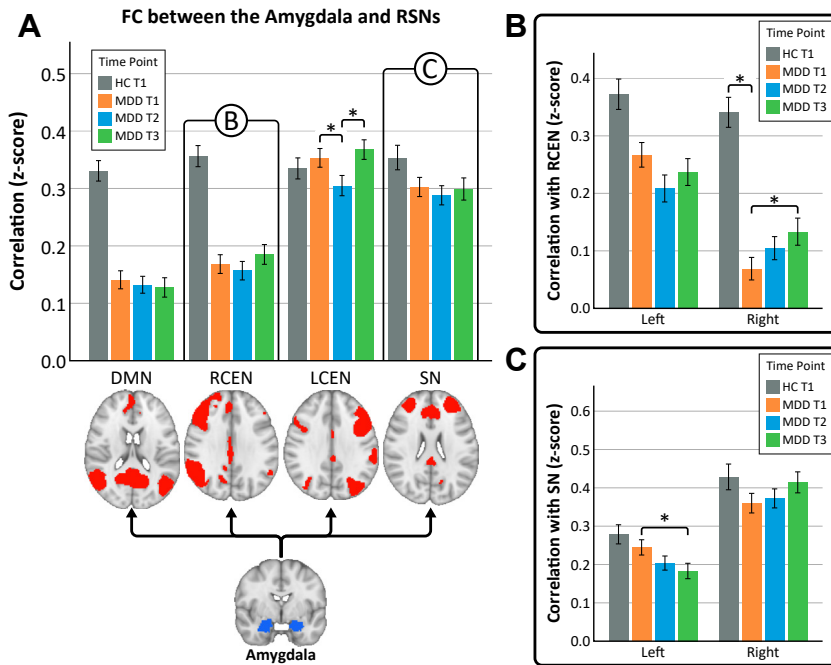 A
FC between the Amygdala and RSNs
Correlation (z-score)
0.5
0.4
0.3
0.2
0.1
0.0
Time Point
HC T1
MDD T1
MDD T2
MDD T3
B
C
*
*
DMN
RCEN
LCEN
SN
Amygdala
B
Correlation with RCEN (z-score)
0.4
0.3
0.2
0.1
0.0
Time Point
HC T1
MDD T1
MDD T2
MDD T3
*
*
Left
Right
C
Correlation with SN (z-score)
0.6
0.5
0.4
0.3
0.2
0.0
Time Point
HC T1
MDD T1
MDD T2
MDD T3
*
Left
Right